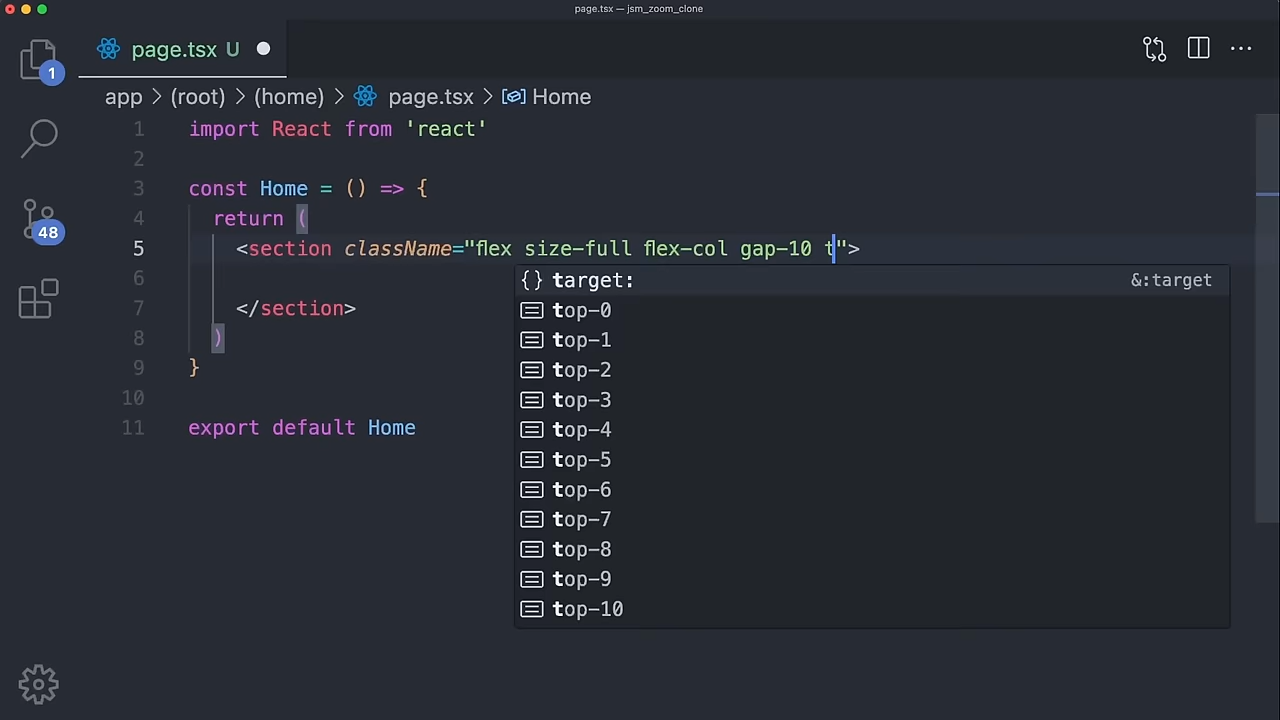 page.tsx — jsm_zoom_clone
page.tsx U
1
app > (root) > (home) > page.tsx > Home
1 import React from 'react'
2
3 const Home = () => {
4 return (
5 <section className="flex size-full flex-col gap-10 t">
6
7 </section>
8 )
9 }
10
11 export default Home
48
target: &:target
top-0
top-1
top-2
top-3
top-4
top-5
top-6
top-7
top-8
top-9
top-10